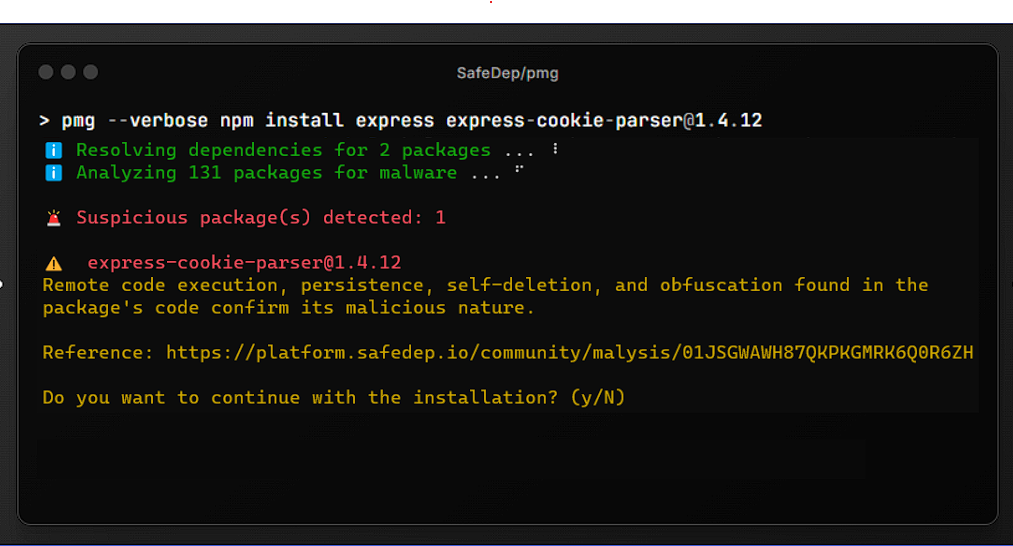 SafeDep/pmg
> pmg --verbose npm install express express-cookie-parser@1.4.12
Resolving dependencies for 2 packages ...
Analyzing 131 packages for malware ...
Suspicious package(s) detected: 1
express-cookie-parser@1.4.12
Remote code execution, persistence, self-deletion, and obfuscation found in the
package's code confirm its malicious nature.
Reference: https://platform.safedep.io/community/malysis/01JSGWAWH87QKPKGMRK6Q0R6ZH
Do you want to continue with the installation? (y/N)